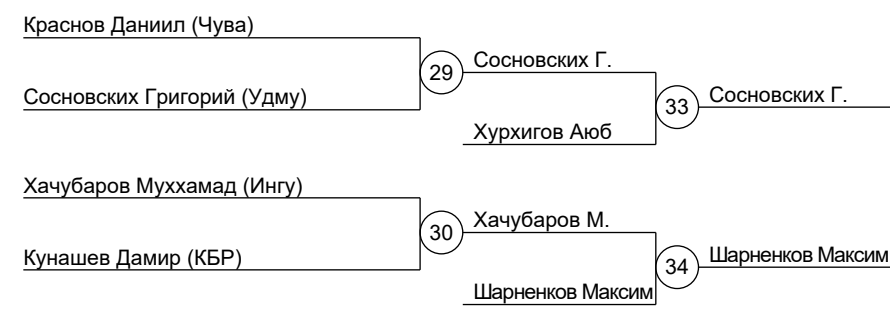 Краснов Даниил (Чува)
Сосновских Г.
29
Сосновских Г.
Сосновских Григорий (Удму)
33
Хурхигов Аюб
Хачубаров Муххамад (Ингу)
Хачубаров М.
30
Шарненков Максим
Кунашев Дамир (КБР)
34
Шарненков Максим